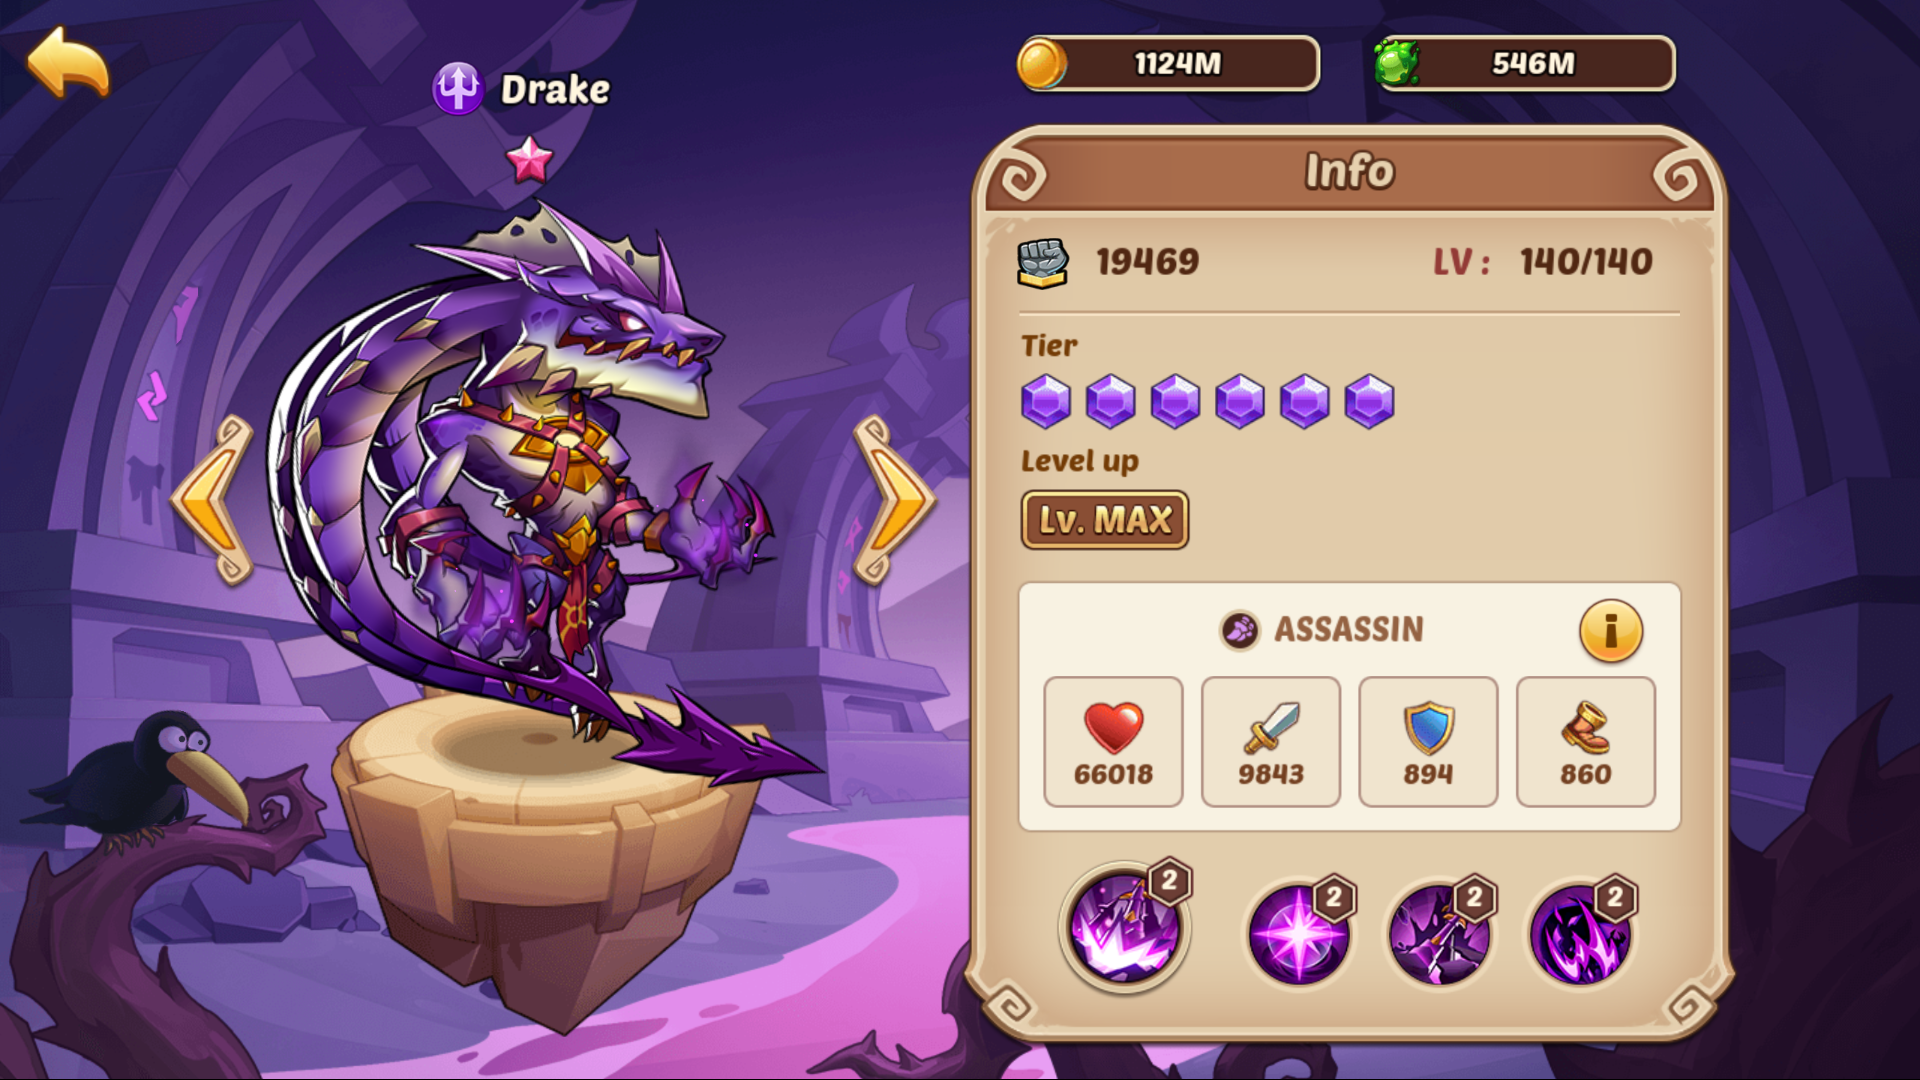 Drake
1124M
546M
Info
19469
LV : 140/140
Tier
Level up
Lv. MAX
ASSASSIN
66018
9843
894
860
2
2
2
2